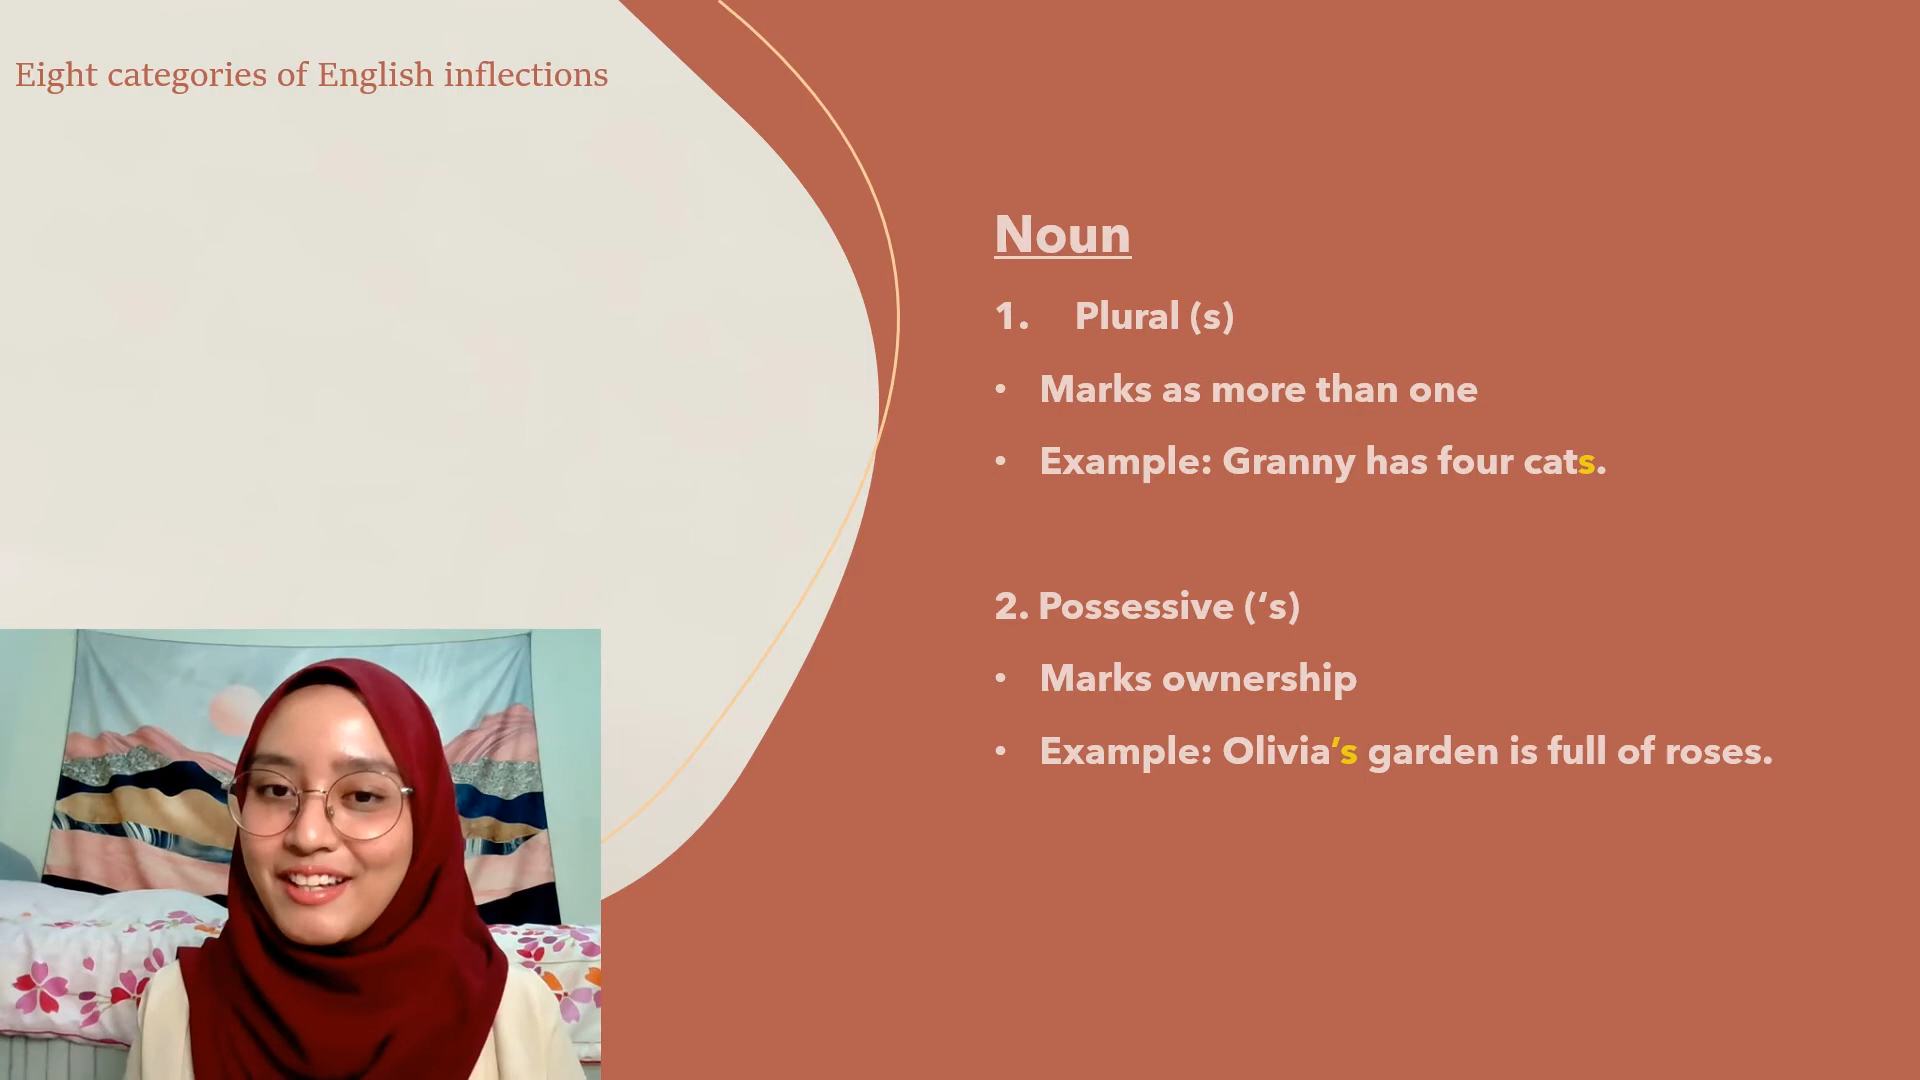 Eight categories of English inflections
Noun
1. Plural (s)
• Marks as more than one
• Example: Granny has four cats.
2. Possessive (‘s)
• Marks ownership
• Example: Olivia’s garden is full of roses.